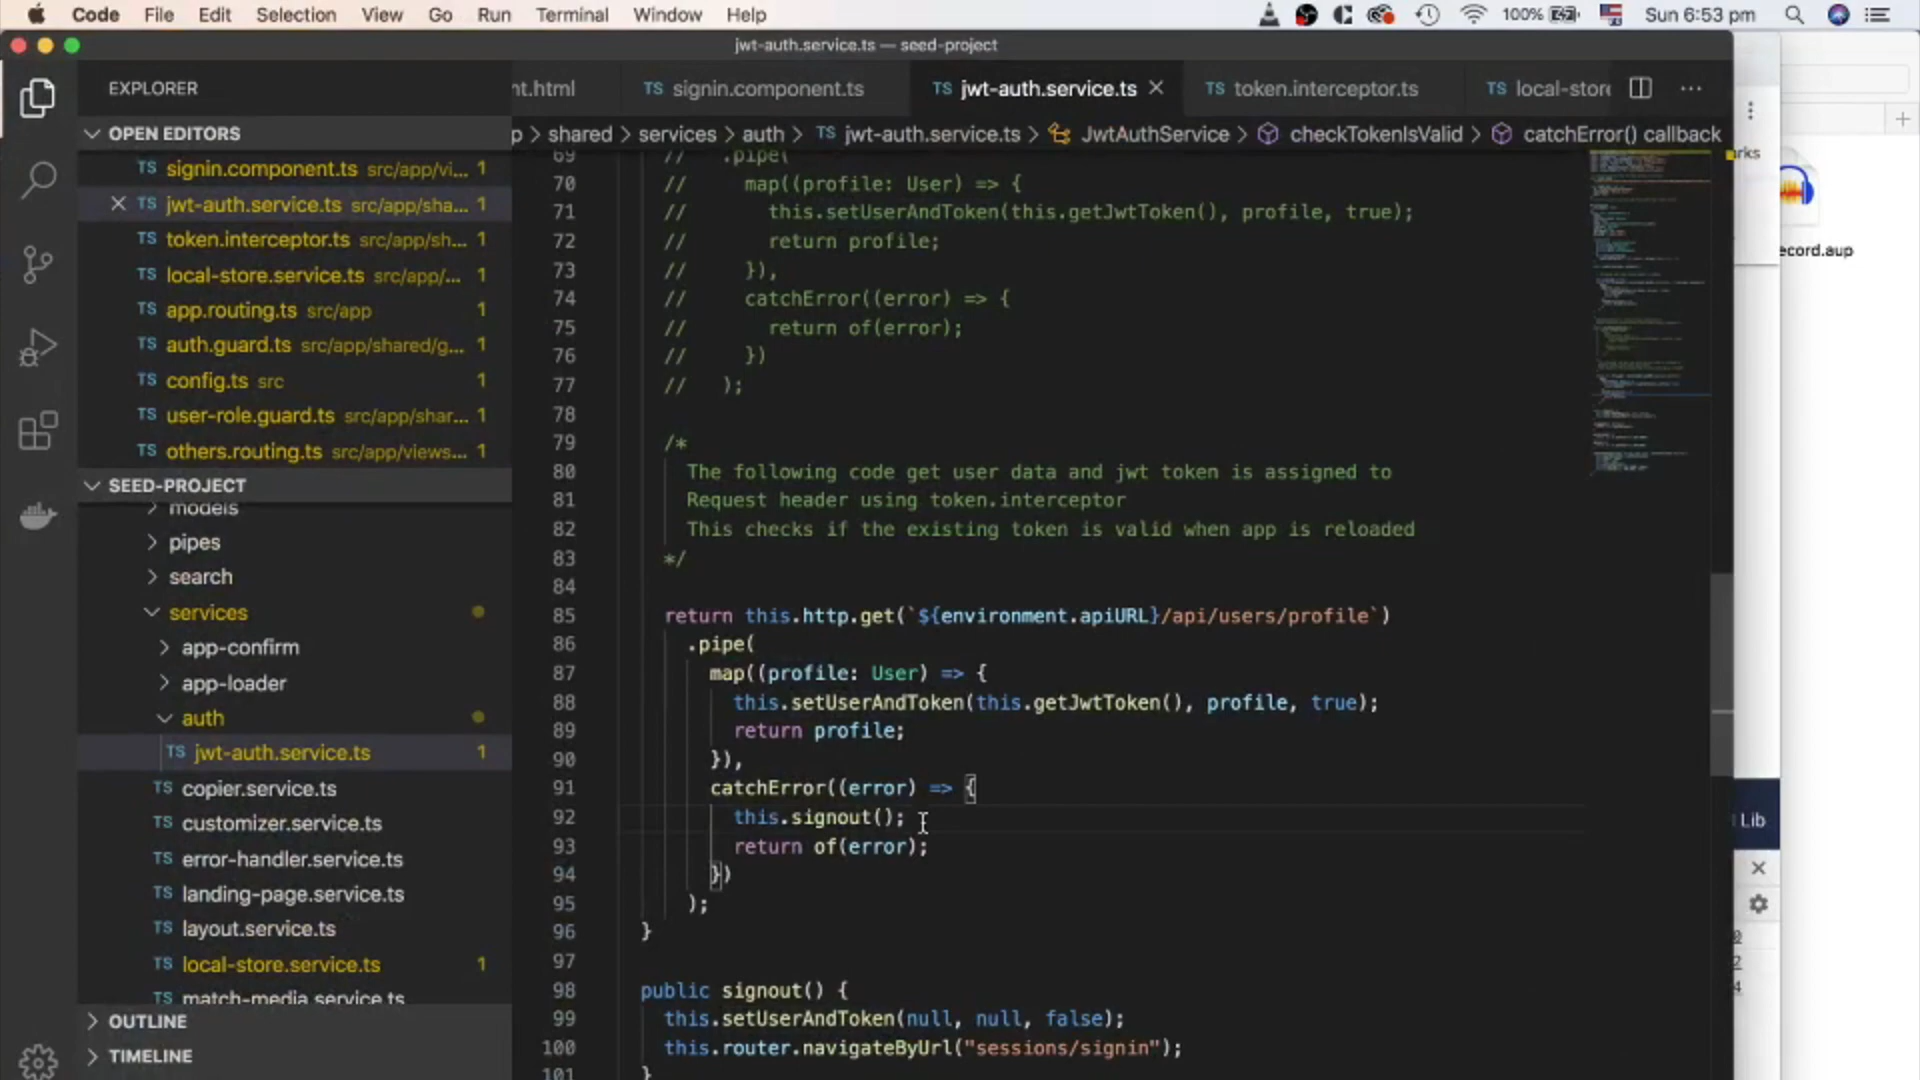 Code File Edit Selection View Go Run Terminal Window Help 100% Sun 6:53 pm
jwt-auth.service.ts — seed-project
EXPLORER
nt.html TS signin.component.ts TS jwt-auth.service.ts TS token.interceptor.ts TS local-store
OPEN EDITORS
p > shared > services > auth > TS jwt-auth.service.ts > JwtAuthService > checkTokenIsValid > catchError() callback
TS signin.component.ts src/app/vi... 1
TS jwt-auth.service.ts src/app/sha... 1
TS token.interceptor.ts src/app/sh... 1
TS local-store.service.ts src/app/... 1
TS app.routing.ts src/app 1
TS auth.guard.ts src/app/shared/g... 1
TS config.ts src 1
TS user-role.guard.ts src/app/shar... 1
TS others.routing.ts src/app/views... 1
SEED-PROJECT
models
pipes
search
services
app-confirm
app-loader
auth
TS jwt-auth.service.ts 1
TS copier.service.ts
TS customizer.service.ts
TS error-handler.service.ts
TS landing-page.service.ts
TS layout.service.ts
TS local-store.service.ts 1
TS match-media.service.ts
OUTLINE
TIMELINE
69 // .pipe(
70 // map((profile: User) => {
71 // this.setUserAndToken(this.getJwtToken(), profile, true);
72 // return profile;
73 // }),
74 // catchError((error) => {
75 // return of(error);
76 // })
77 // );
78
79 /*
80 The following code get user data and jwt token is assigned to
81 Request header using token.interceptor
82 This checks if the existing token is valid when app is reloaded
83 */
84
85 return this.http.get(`${environment.apiURL}/api/users/profile`)
86 .pipe(
87 map((profile: User) => {
88 this.setUserAndToken(this.getJwtToken(), profile, true);
89 return profile;
90 }),
91 catchError((error) => {
92 this.signout();
93 return of(error);
94 })
95 );
96 }
97
98 public signout() {
99 this.setUserAndToken(null, null, false);
100 this.router.navigateByUrl("sessions/signin");
101 }
rks
ecord.aup
Lib